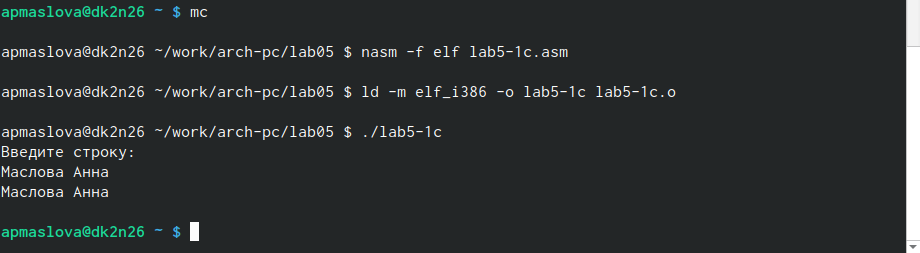 apmaslova@dk2n26 ~ $ mc
apmaslova@dk2n26 ~/work/arch-pc/lab05 $ nasm -f elf lab5-1c.asm
apmaslova@dk2n26 ~/work/arch-pc/lab05 $ ld -m elf_i386 -o lab5-1c lab5-1c.o
apmaslova@dk2n26 ~/work/arch-pc/lab05 $ ./lab5-1c
Введите строку:
Маслова Анна
Маслова Анна
apmaslova@dk2n26 ~ $